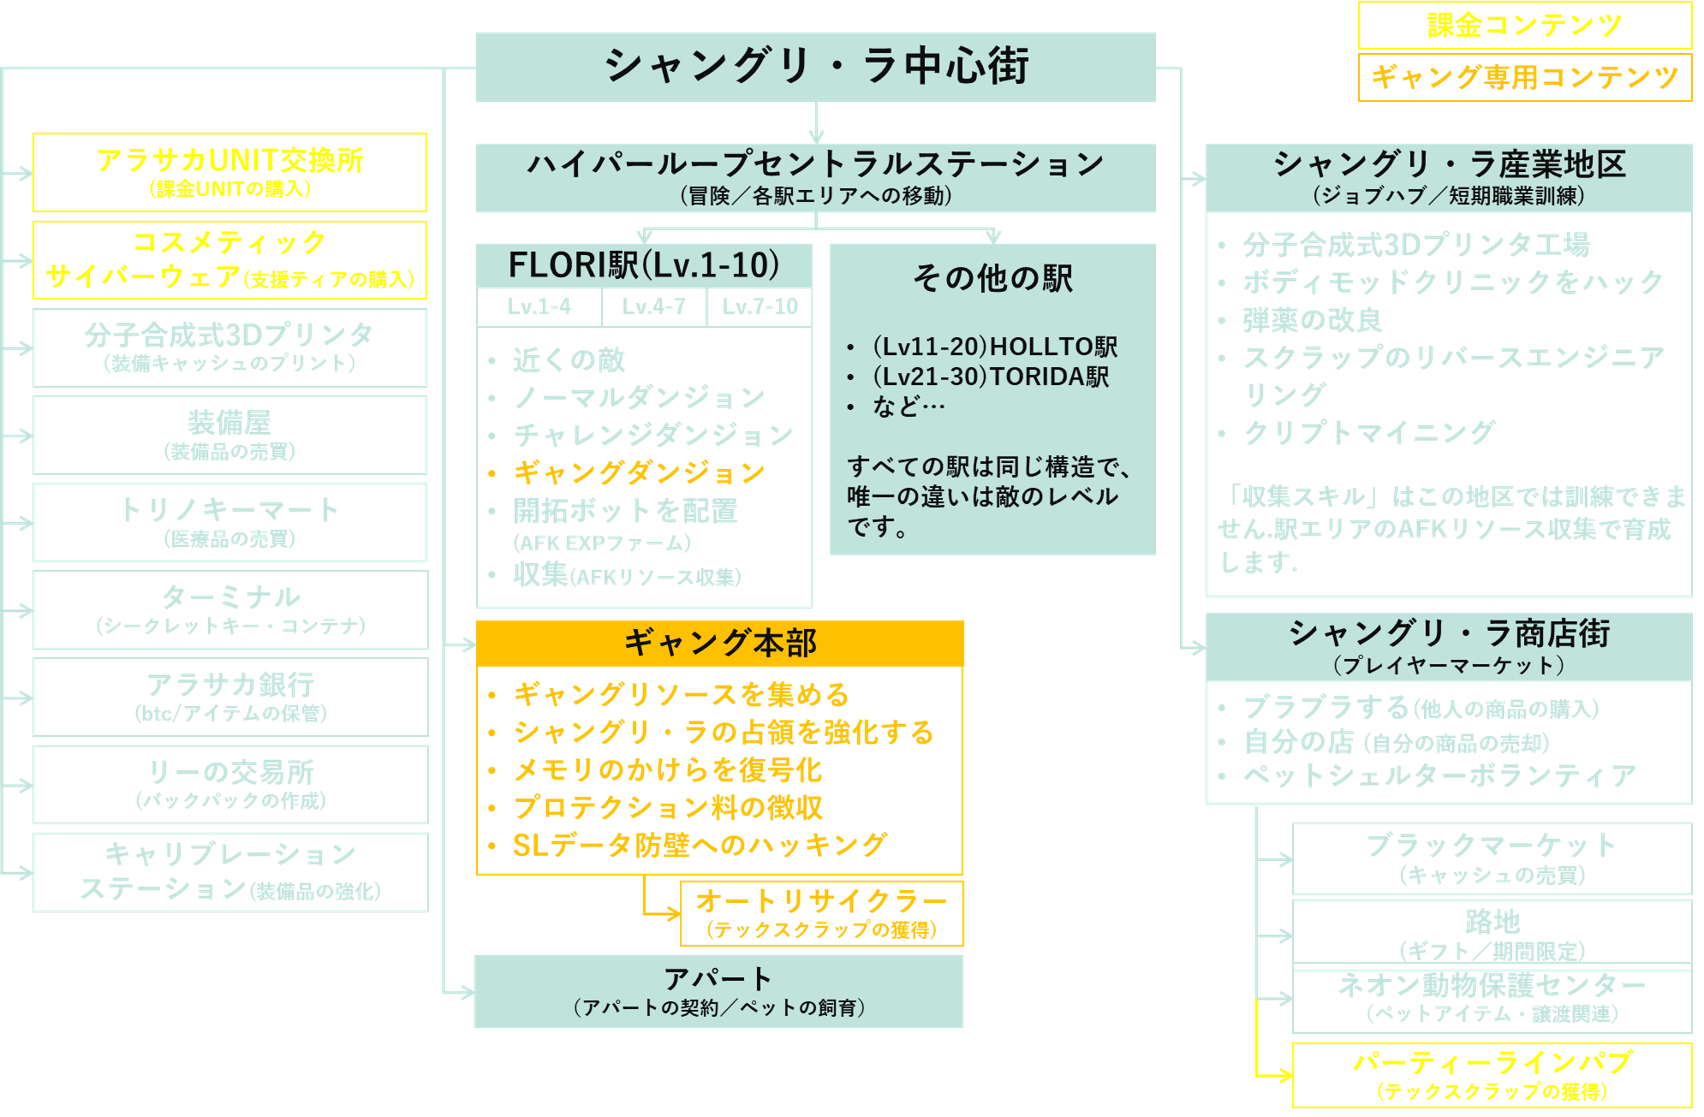 課金コンテンツ
ギャング専用コンテンツ
シャングリ・ラ中心街
アラサカUNIT交換所
(課金UNITの購入)
コスメティック
サイバーウェア(支援ティアの購入)
分子合成式3Dプリンタ
(装備キャッシュのプリント)
装備屋
(装備品の売買)
トリノキーマート
(医療品の売買)
ターミナル
(シークレットキー・コンテナ)
アラサカ銀行
(btc/アイテムの保管)
リーの交易所
(バックパックの作成)
キャリブレーション
ステーション(装備品の強化)
ハイパーループセントラルステーション
(冒険／各駅エリアへの移動)
FLORI駅(Lv.1-10)
Lv.1-4 Lv.4-7 Lv.7-10
• 近くの敵
• ノーマルダンジョン
• チャレンジダンジョン
• ギャングダンジョン
• 開拓ボットを配置
(AFK EXPファーム)
• 収集(AFKリソース収集)
その他の駅
• (Lv11-20)HOLLTO駅
• (Lv21-30)TORIDA駅
• など…
すべての駅は同じ構造で、
唯一の違いは敵のレベル
です。
ギャング本部
• ギャングリソースを集める
• シャングリ・ラの占領を強化する
• メモリのかけらを復号化
• プロテクション料の徴収
• SLデータ防壁へのハッキング
オートリサイクラー
(テックスクラップの獲得)
アパート
(アパートの契約／ペットの飼育)
シャングリ・ラ産業地区
(ジョブハブ／短期職業訓練)
• 分子合成式3Dプリンタ工場
• ボディモッドクリニックをハック
• 弾薬の改良
• スクラップのリバースエンジニア
リング
• クリプトマイニング
「収集スキル」はこの地区では訓練できま
せん.駅エリアのAFKリソース収集で育成
します.
シャングリ・ラ商店街
(プレイヤーマーケット)
• ブラブラする(他人の商品の購入)
• 自分の店 (自分の商品の売却)
• ペットシェルターボランティア
ブラックマーケット
(キャッシュの売買)
路地
(ギフト／期間限定)
ネオン動物保護センター
(ペットアイテム・譲渡関連)
パーティーラインパブ
(テックスクラップの獲得)